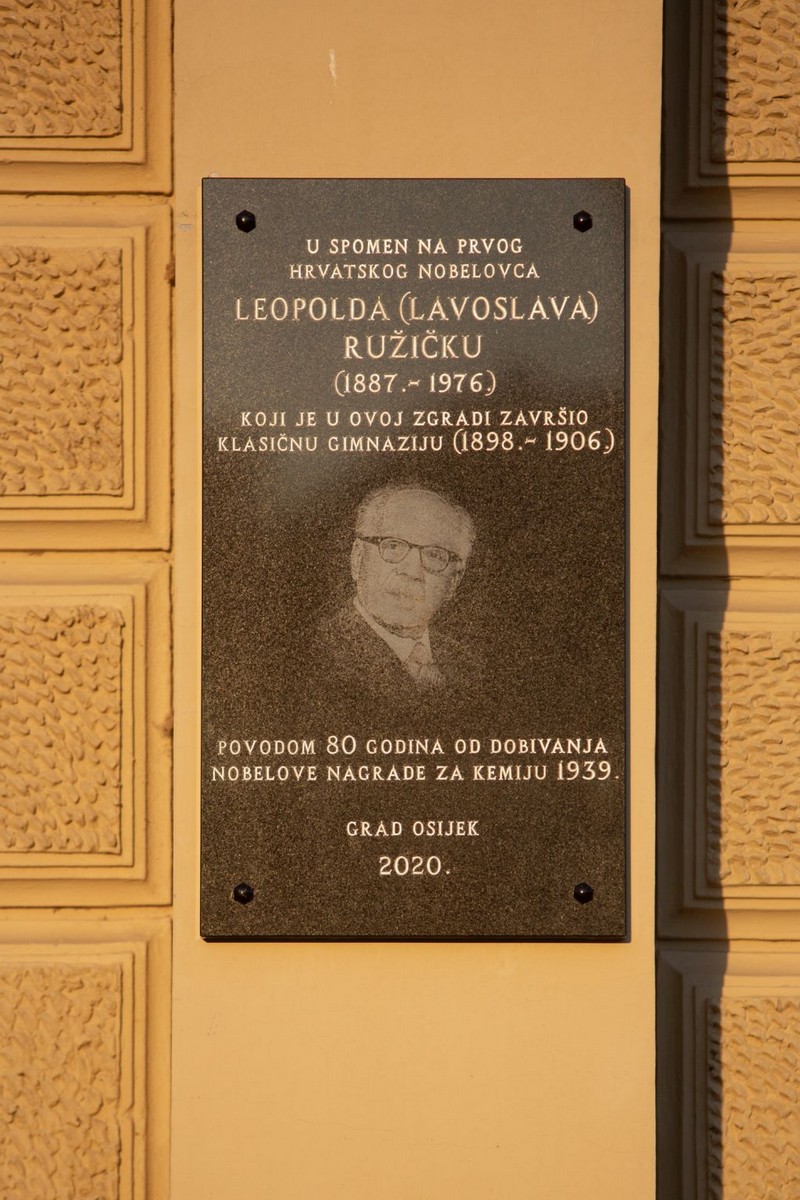 U SPOMEN NA PRVOG
HRVATSKOG NOBELOVCA
LEOPOLDA (LAVOSLAVA)
RUŽIČKU
(1887.~ 1976.)
KOJI JE U OVOJ ZGRADI ZAVRŠIO
KLASIČNU GIMNAZIJU (1898.~ 1906.)
POVODOM 80 GODINA OD DOBIVANJA
NOBELOVE NAGRADE ZA KEMIJU 1939.
GRAD OSIJEK
2020.